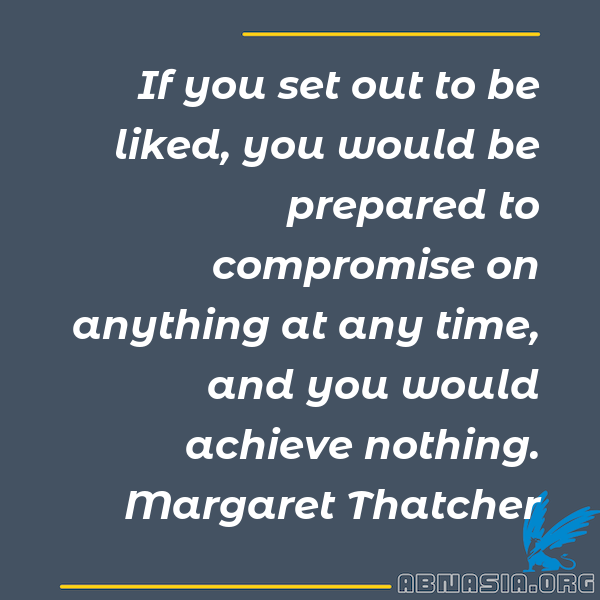 If you set out to be
liked, you would be
prepared to
compromise on
anything at any time,
and you would
achieve nothing.
Margaret Thatcher
ABNASIA.ORG